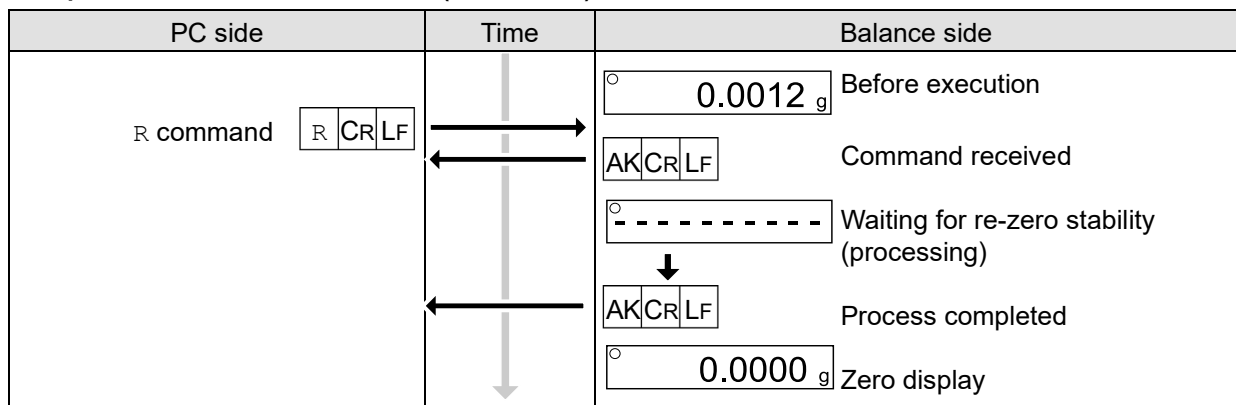 PC side Time Balance side
0.0012 g Before execution
R command R CR LF
AK CR LF Command received
- - - - - - - - - - Waiting for re-zero stability
(processing)
AK CR LF Process completed
0.0000 g Zero display